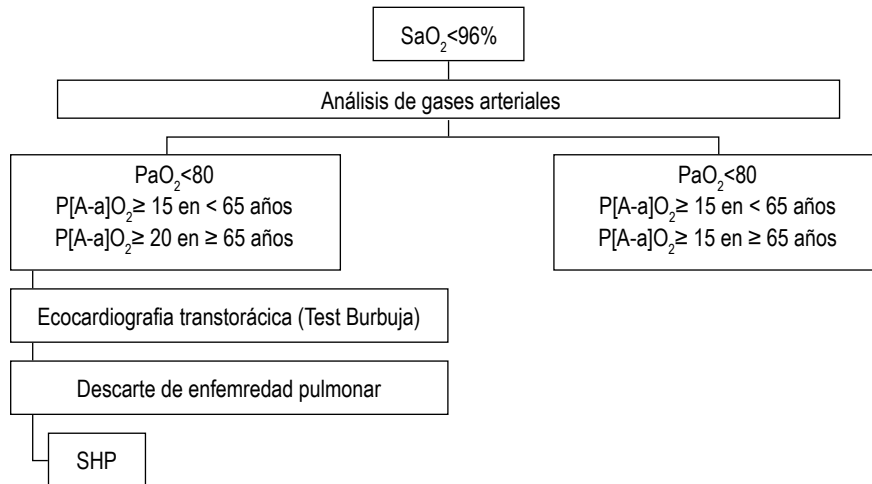 SaO₂<96%
Análisis de gases arteriales
PaO₂<80
P[A-a]O₂≥ 15 en < 65 años
P[A-a]O₂≥ 20 en ≥ 65 años
PaO₂<80
P[A-a]O₂≥ 15 en < 65 años
P[A-a]O₂≥ 15 en ≥ 65 años
Ecocardiografia transtorácica (Test Burbuja)
Descarte de enfemredad pulmonar
SHP